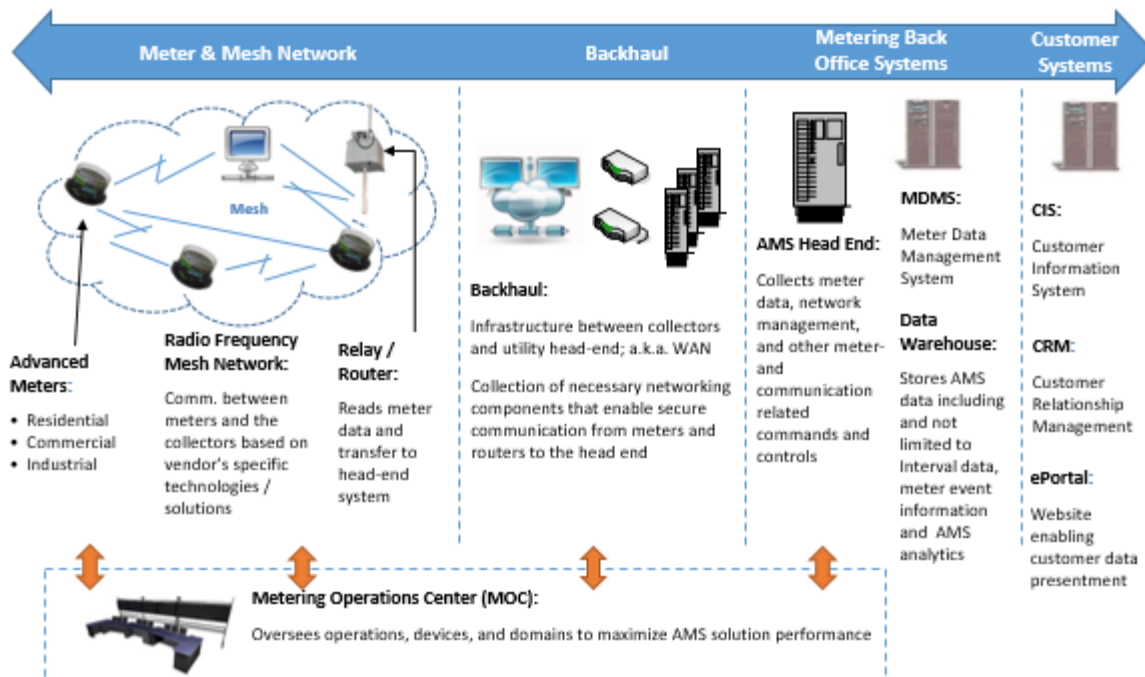 Meter & Mesh Network
Backhaul
Metering Back
Office Systems
Customer
Systems
Mesh
Advanced
Meters:
• Residential
• Commercial
• Industrial
Radio Frequency
Mesh Network:
Comm. between
meters and the
collectors based on
vendor's specific
technologies /
solutions
Relay /
Router:
Reads meter
data and
transfer to
head-end
system
Backhaul:
Infrastructure between collectors
and utility head-end; a.k.a. WAN
Collection of necessary networking
components that enable secure
communication from meters and
routers to the head end
AMS Head End:
Collects meter
data, network
management,
and other meter-
and
communication
related
commands and
controls
MDMS:
Meter Data
Management
System
Data
Warehouse:
Stores AMS
data including
and not
limited to
Interval data,
meter event
information
and AMS
analytics
CIS:
Customer
Information
System
CRM:
Customer
Relationship
Management
ePortal:
Website
enabling
customer data
presentment
Metering Operations Center (MOC):
Oversees operations, devices, and domains to maximize AMS solution performance